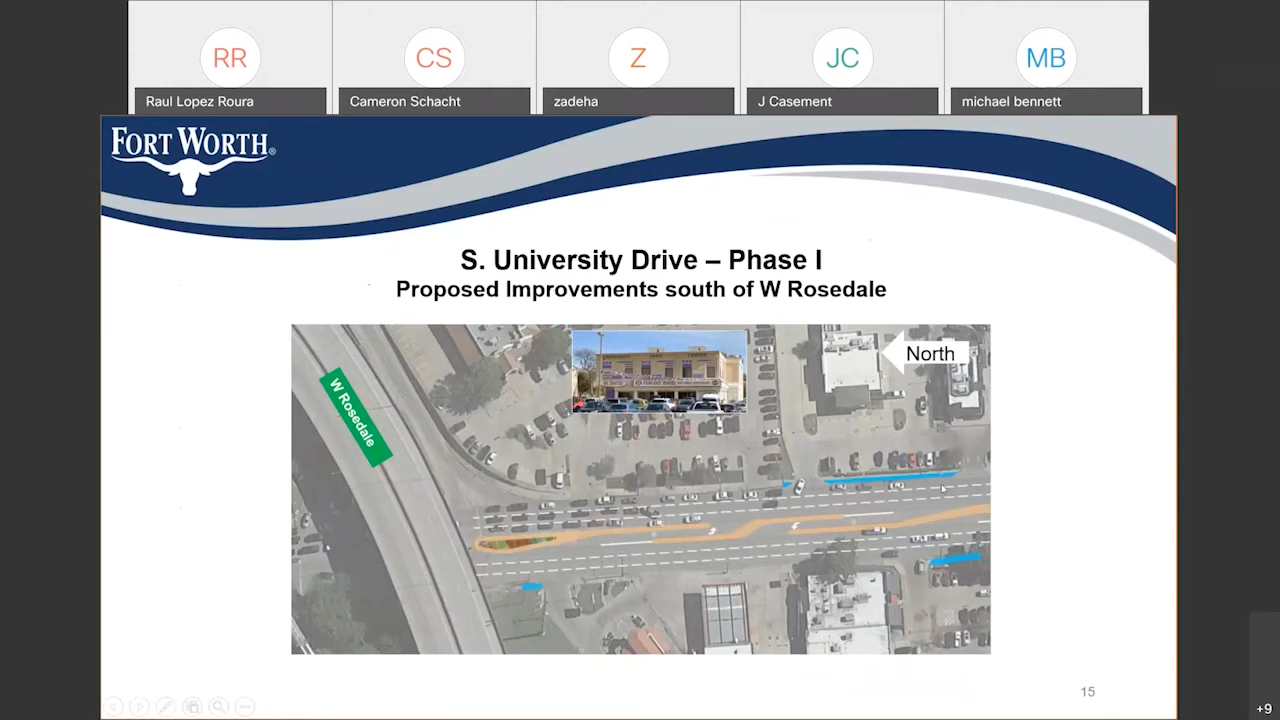 RR
CS
Z
JC
MB
Raul Lopez Roura
Cameron Schacht
zadeha
J Casement
michael bennett
FORT WORTH®
S. University Drive – Phase I
Proposed Improvements south of W Rosedale
North
W Rosedale
15
+9